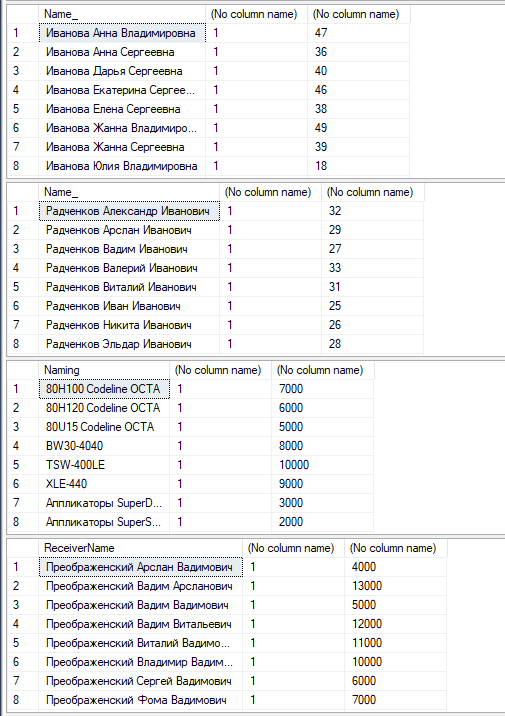 Name_ (No column name) (No column name)
1 Иванова Анна Владимировна 1 47
2 Иванова Анна Сергеевна 1 36
3 Иванова Дарья Сергеевна 1 40
4 Иванова Екатерина Сергее... 1 46
5 Иванова Елена Сергеевна 1 38
6 Иванова Жанна Владимиро... 1 49
7 Иванова Жанна Сергеевна 1 39
8 Иванова Юлия Владимировна 1 18
Name_ (No column name) (No column name)
1 Радченков Александр Иванович 1 32
2 Радченков Арслан Иванович 1 29
3 Радченков Вадим Иванович 1 27
4 Радченков Валерий Иванович 1 33
5 Радченков Виталий Иванович 1 31
6 Радченков Иван Иванович 1 25
7 Радченков Никита Иванович 1 26
8 Радченков Эльдар Иванович 1 28
Naming (No column name) (No column name)
1 80H100 Codeline ОСТА 1 7000
2 80H120 Codeline ОСТА 1 6000
3 80U15 Codeline ОСТА 1 5000
4 BW30-4040 1 8000
5 TSW-400LE 1 10000
6 XLE-440 1 9000
7 Аппликаторы SuperD... 1 3000
8 Аппликаторы SuperS... 1 2000
ReceiverName (No column name) (No column name)
1 Преображенский Арслан Вадимович 1 4000
2 Преображенский Вадим Арсланович 1 13000
3 Преображенский Вадим Вадимович 1 5000
4 Преображенский Вадим Витальевич 1 12000
5 Преображенский Виталий Вадимо... 1 11000
6 Преображенский Владимир Вадим... 1 10000
7 Преображенский Сергей Вадимович 1 6000
8 Преображенский Фома Вадимович 1 7000